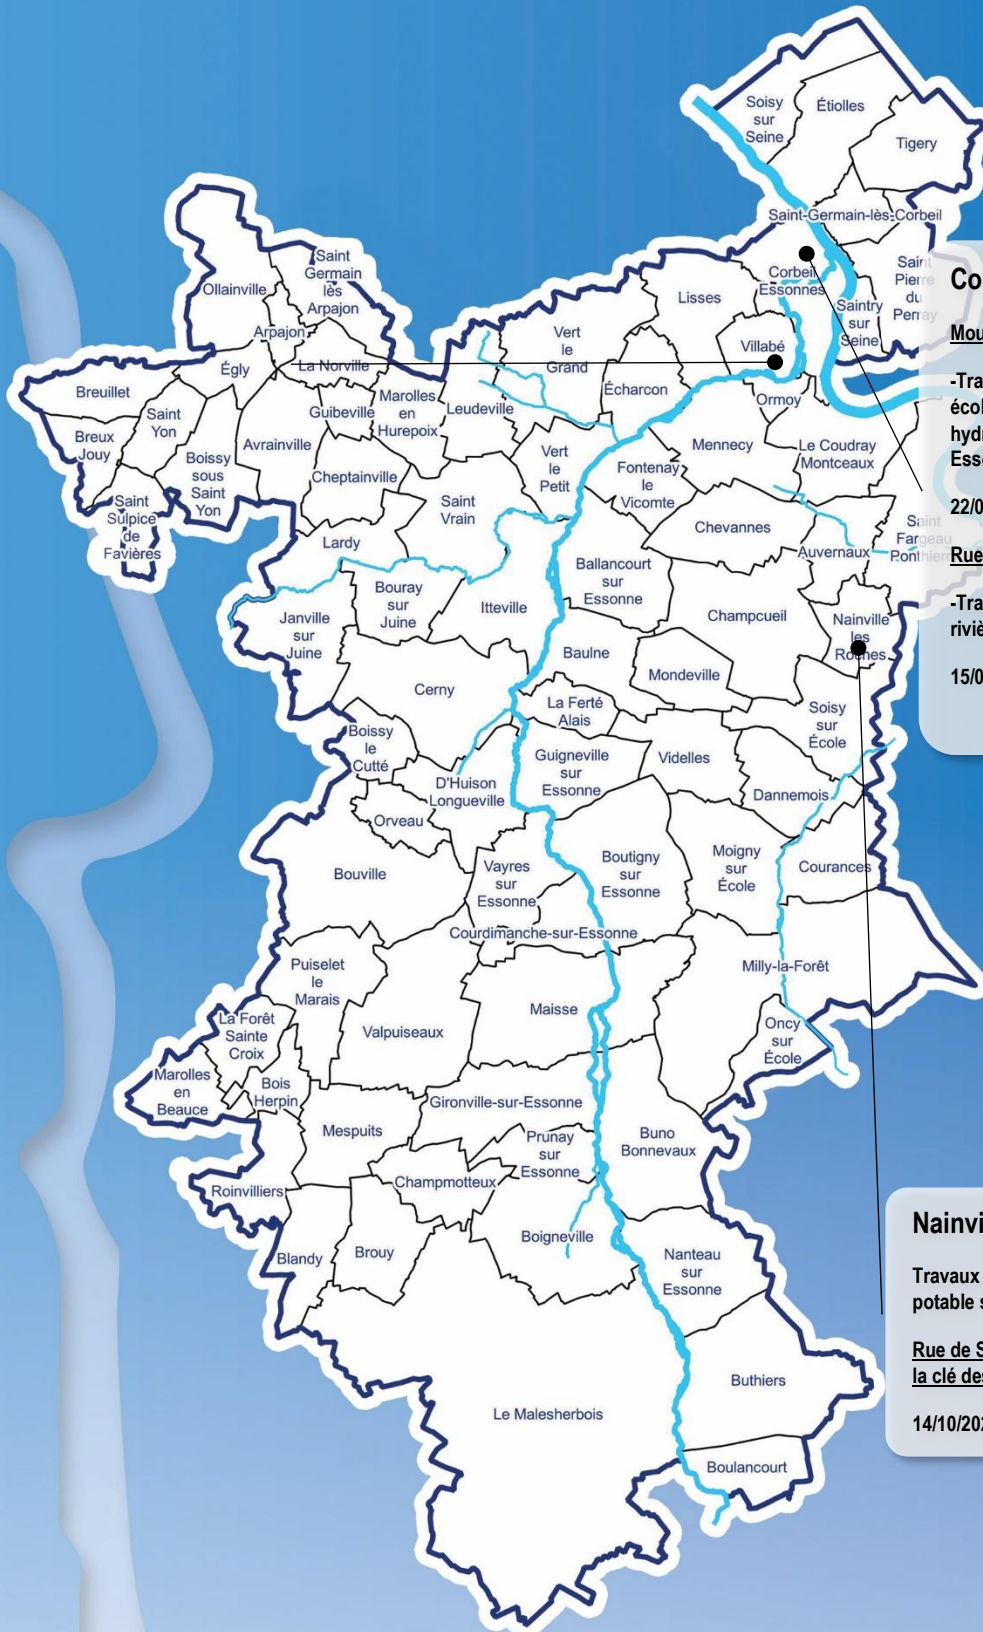 Soisy
sur
Seine
Étiolles
Tigery
Saint-Germain-lès-Corbeil
Saint
Pierre
du
Perray
Corbeil
Essonnes
Saintry
sur
Seine
Lisses
Villabé
Ormoy
Ollainville
Saint
Germain
lès
Arpajon
Arpajon
La Norville
Égly
Breuillet
Saint
Yon
Breux
Jouy
Boissy
sous
Saint
Yon
Saint
Sulpice
de
Favières
Avrainville
Guibeville
Cheptainville
Marolles
en
Hurepoix
Leudeville
Vert
le
Grand
Écharcon
Vert
le
Petit
Fontenay
le
Vicomte
Mennecy
Le Coudray
Montceaux
Chevannes
Auvernaux
Saint
Fargeau
Ponthierry
Saint
Vrain
Lardy
Bouray
sur
Juine
Janville
sur
Juine
Itteville
Ballancourt
sur
Essonne
Champcueil
Nainville
les
Roches
Baulne
Mondeville
Cerny
La Ferté
Alais
Soisy
sur
École
Boissy
le
Cutté
D'Huison
Longueville
Guigneville
sur
Essonne
Videlles
Dannemois
Orveau
Bouville
Vayres
sur
Essonne
Boutigny
sur
Essonne
Moigny
sur
École
Courances
Courdimanche-sur-Essonne
Milly-la-Forêt
Puiselet
le
Marais
Valpuiseaux
Maisse
Oncy
sur
École
La Forêt
Sainte
Croix
Marolles
en
Beauce
Bois
Herpin
Mespuits
Gironville-sur-Essonne
Prunay
sur
Essonne
Buno
Bonnevaux
Roinvilliers
Champmotteux
Boigneville
Blandy
Brouy
Nanteau
sur
Essonne
Buthiers
Le Malesherbois
Boulancourt
Co
Mou
-Tra
écol
hydr
Esso
22/0
Rue
-Tra
riviè
15/0
Nainvi
Travaux
potable s
Rue de S
la clé des
14/10/202